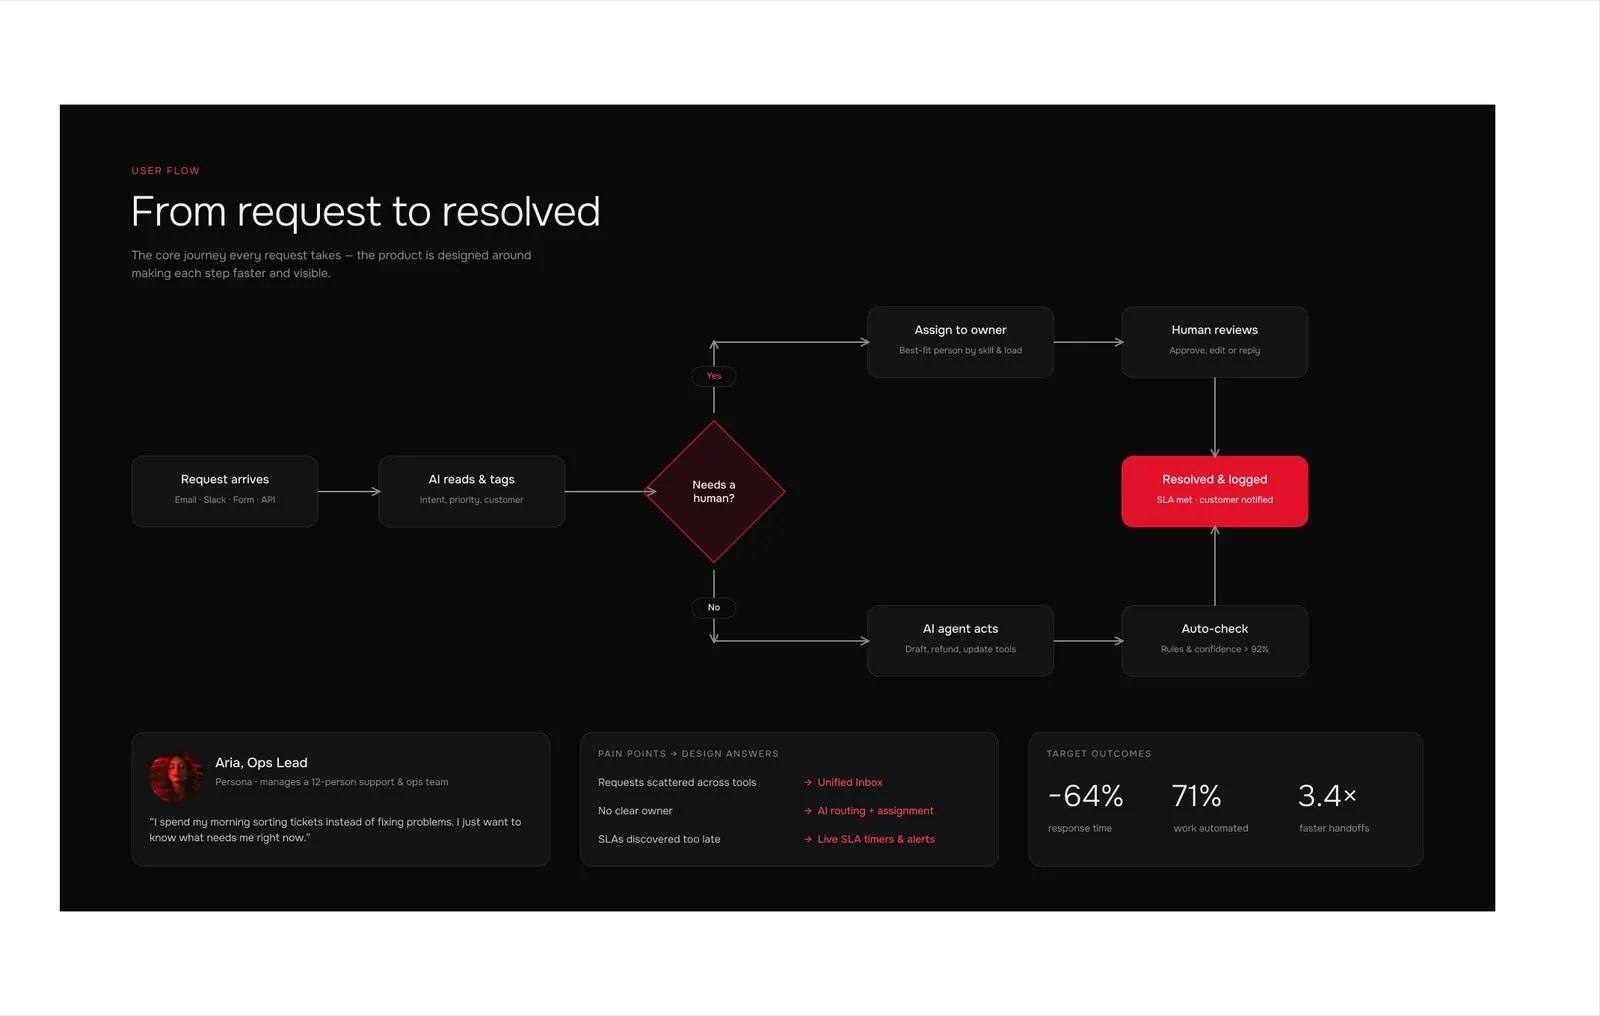 USER FLOW
From request to resolved
The core journey every request takes — the product is designed around
making each step faster and visible.
Request arrives
Email · Slack · Form · API
AI reads & tags
Intent, priority, customer
Needs a
human?
Yes
Assign to owner
Best-fit person by skill & load
Human reviews
Approve, edit or reply
Resolved & logged
SLA met · customer notified
No
AI agent acts
Draft, refund, update tools
Auto-check
Rules & confidence > 92%
Aria, Ops Lead
Persona · manages a 12-person support & ops team
“I spend my morning sorting tickets instead of fixing problems. I just want to
know what needs me right now.”
PAIN POINTS → DESIGN ANSWERS
Requests scattered across tools → Unified Inbox
No clear owner → AI routing + assignment
SLAs discovered too late → Live SLA timers & alerts
TARGET OUTCOMES
−64% 71% 3.4×
response time work automated faster handoffs